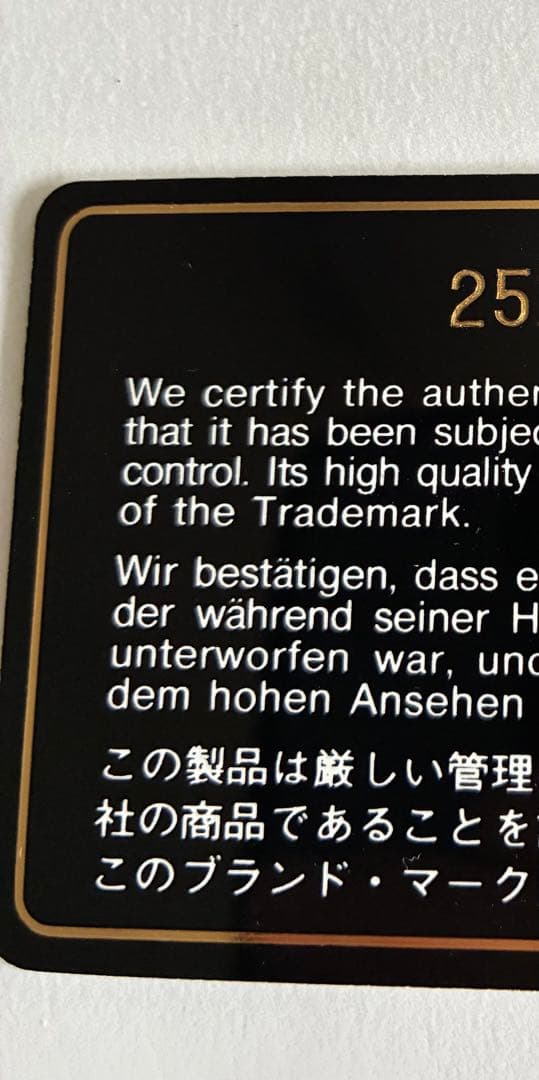 25
We certify the authen
that it has been subjec
control. Its high quality
of the Trademark.
Wir bestätigen, dass e
der während seiner H
unterworfen war, und
dem hohen Ansehen
この製品は厳しい管理
社の商品であることを
このブランド・マーク